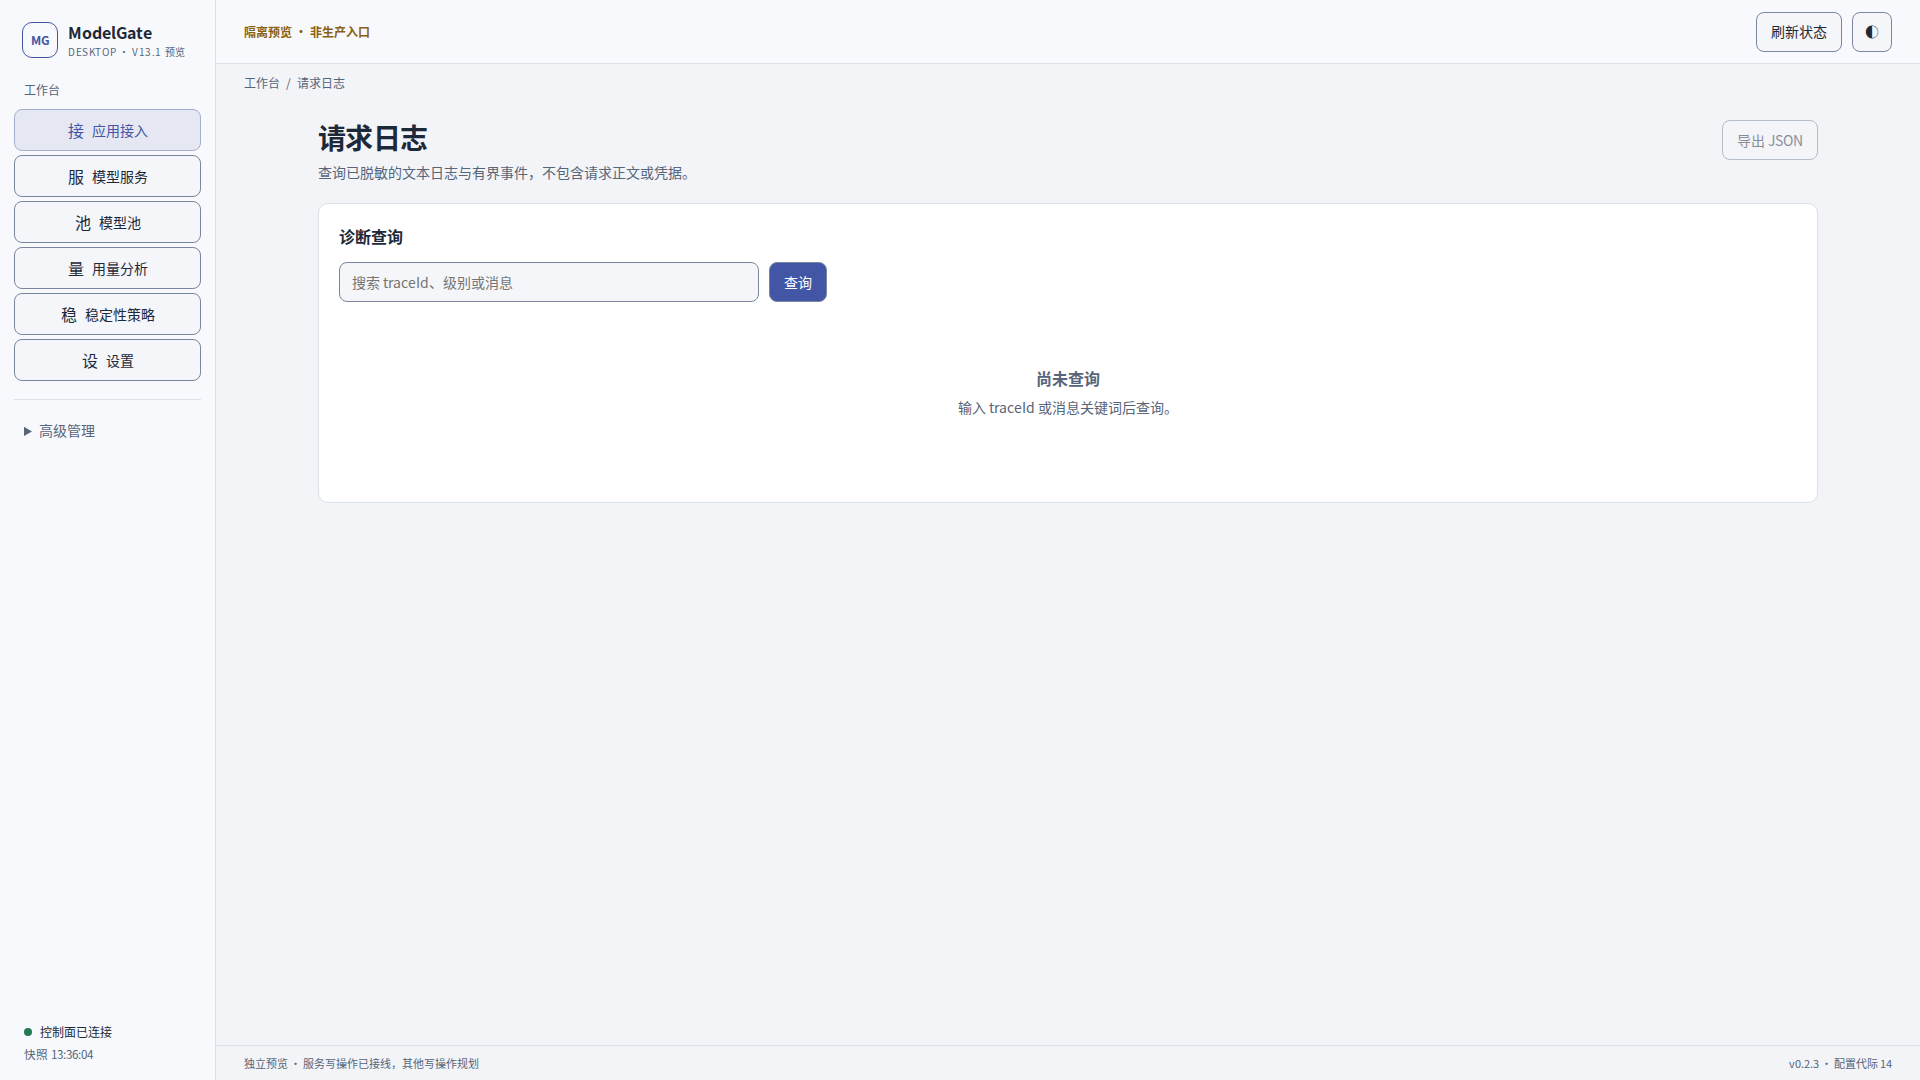 MG
ModelGate
DESKTOP · V13.1 预览
工作台
接 应用接入
服 模型服务
池 模型池
量 用量分析
稳 稳定性策略
设 设置
▶ 高级管理
控制面已连接
快照 13:36:04
隔离预览 · 非生产入口
刷新状态
工作台 / 请求日志
请求日志
查询已脱敏的文本日志与有界事件，不包含请求正文或凭据。
导出 JSON
诊断查询
搜索 traceId、级别或消息
查询
尚未查询
输入 traceId 或消息关键词后查询。
独立预览 · 服务写操作已接线，其他写操作规划
v0.2.3 · 配置代际 14